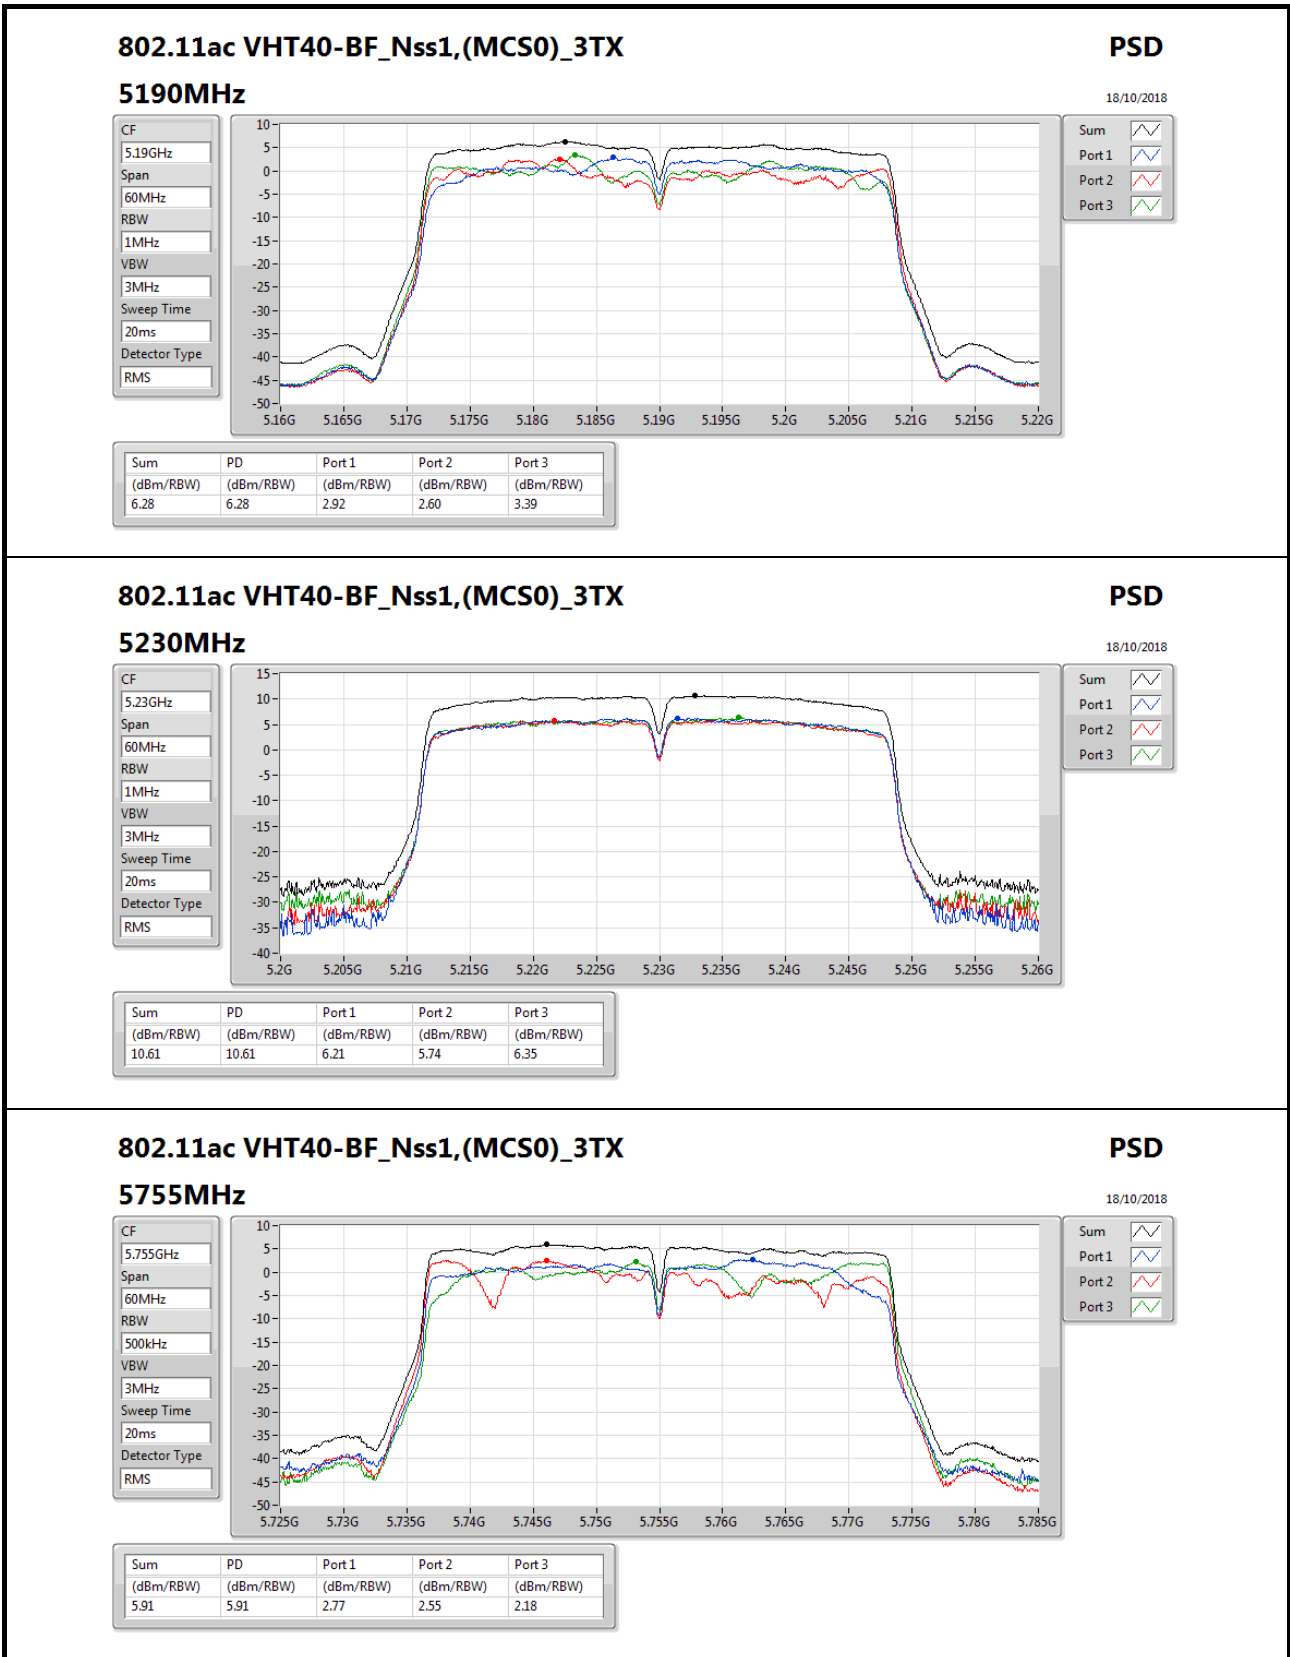 802.11ac VHT40-BF_Nss1,(MCS0)_3TX PSD
5190MHz 18/10/2018
CF
5.19GHz
Span
60MHz
RBW
1MHz
VBW
3MHz
Sweep Time
20ms
Detector Type
RMS
10
5
0
-5
-10
-15
-20
-25
-30
-35
-40
-45
-50
5.16G 5.165G 5.17G 5.175G 5.18G 5.185G 5.19G 5.195G 5.2G 5.205G 5.21G 5.215G 5.22G
Sum
Port 1
Port 2
Port 3
Sum PD Port 1 Port 2 Port 3
(dBm/RBW) (dBm/RBW) (dBm/RBW) (dBm/RBW) (dBm/RBW)
6.28 6.28 2.92 2.60 3.39
802.11ac VHT40-BF_Nss1,(MCS0)_3TX PSD
5230MHz 18/10/2018
CF
5.23GHz
Span
60MHz
RBW
1MHz
VBW
3MHz
Sweep Time
20ms
Detector Type
RMS
15
10
5
0
-5
-10
-15
-20
-25
-30
-35
-40
5.2G 5.205G 5.21G 5.215G 5.22G 5.225G 5.23G 5.235G 5.24G 5.245G 5.25G 5.255G 5.26G
Sum
Port 1
Port 2
Port 3
Sum PD Port 1 Port 2 Port 3
(dBm/RBW) (dBm/RBW) (dBm/RBW) (dBm/RBW) (dBm/RBW)
10.61 10.61 6.21 5.74 6.35
802.11ac VHT40-BF_Nss1,(MCS0)_3TX PSD
5755MHz 18/10/2018
CF
5.755GHz
Span
60MHz
RBW
500kHz
VBW
3MHz
Sweep Time
20ms
Detector Type
RMS
10
5
0
-5
-10
-15
-20
-25
-30
-35
-40
-45
-50
5.725G 5.73G 5.735G 5.74G 5.745G 5.75G 5.755G 5.76G 5.765G 5.77G 5.775G 5.78G 5.785G
Sum
Port 1
Port 2
Port 3
Sum PD Port 1 Port 2 Port 3
(dBm/RBW) (dBm/RBW) (dBm/RBW) (dBm/RBW) (dBm/RBW)
5.91 5.91 2.77 2.55 2.18